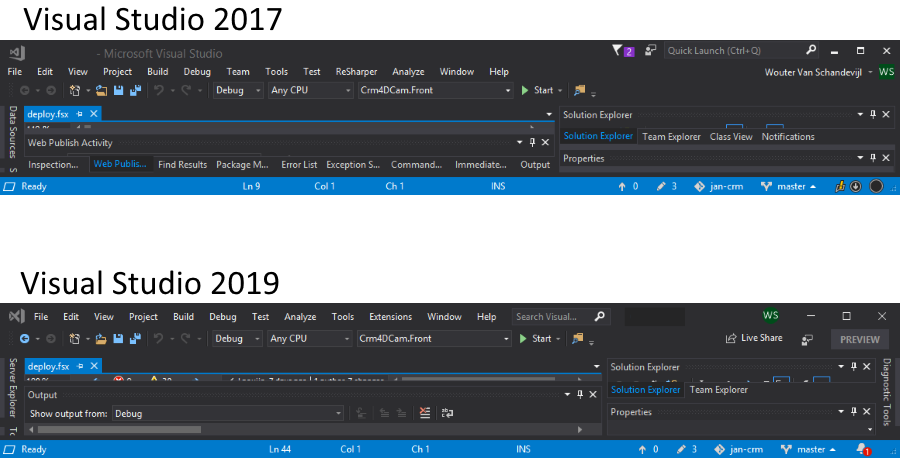 Visual Studio 2017
- Microsoft Visual Studio 2 Quick Launch (Ctrl+Q)
File Edit View Project Build Debug Team Tools Test ReSharper Analyze Window Help Wouter Van Schandevijl WS
Debug Any CPU Crm4DCam.Front Start
Data Sources
deploy.fsx Solution Explorer
Web Publish Activity Solution Explorer Team Explorer Class View Notifications
Inspection... Web Publis... Find Results Package M... Error List Exception S... Command... Immediate... Output Properties
Ready Ln 9 Col 1 Ch 1 INS 0 3 jan-crm master
Visual Studio 2019
File Edit View Project Build Debug Test Analyze Tools Extensions Window Help Search Visual... WS
Debug Any CPU Crm4DCam.Front Start Live Share PREVIEW
Server Explorer
deploy.fsx Solution Explorer
Output Solution Explorer Team Explorer
Show output from: Debug Properties
Diagnostic Tools
Ready Ln 44 Col 1 Ch 1 INS 0 3 jan-crm master 1